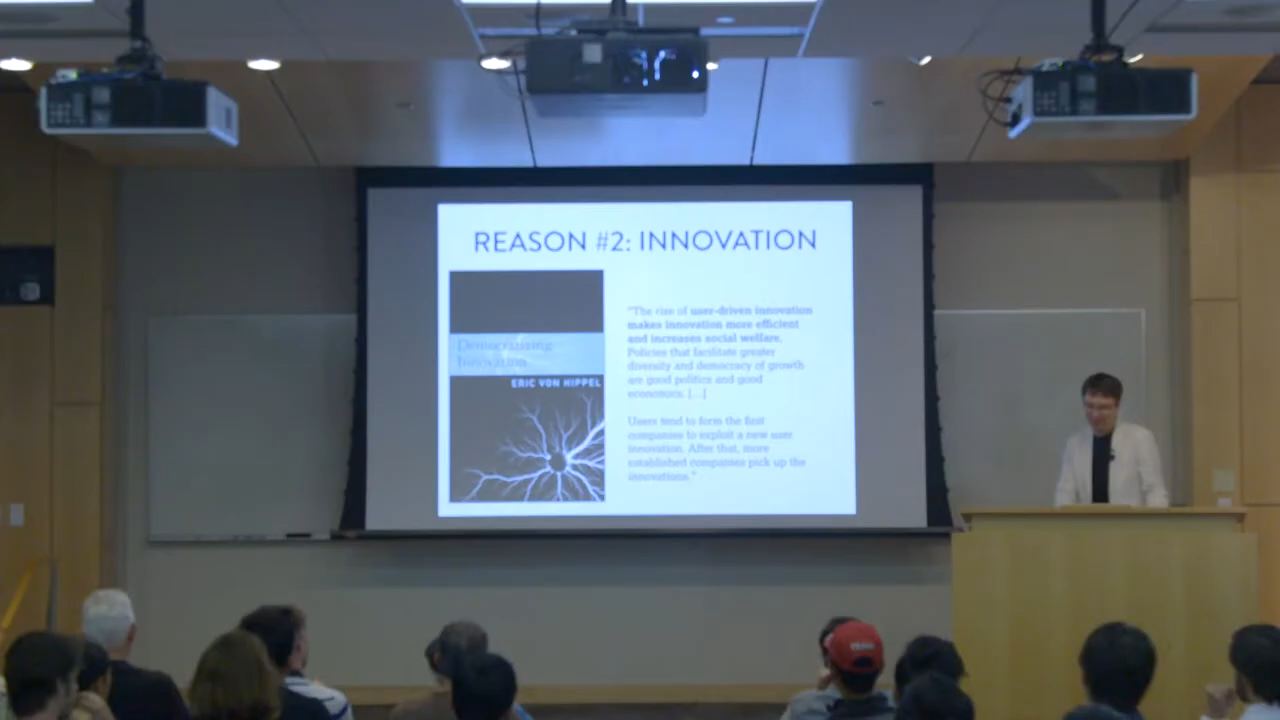 REASON #2: INNOVATION
Democratizing
Innovation
ERIC VON HIPPEL
"The rise of user-driven innovation
makes innovation more efficient
and increases social welfare.
Policies that facilitate greater
diversity and democracy of growth
are good politics and good
economics. [...]
Users tend to form the first
companies to exploit a new user
innovation. After that, more
established companies pick up the
innovations."